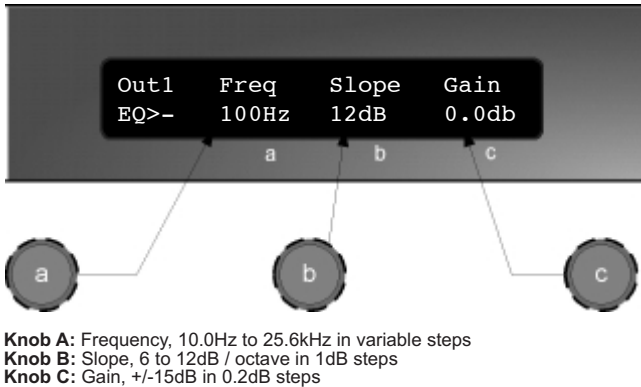 Out1 Freq Slope Gain
EQ>- 100Hz 12dB 0.0db
a b c
a b c
Knob A: Frequency, 10.0Hz to 25.6kHz in variable steps
Knob B: Slope, 6 to 12dB / octave in 1dB steps
Knob C: Gain, +/-15dB in 0.2dB steps